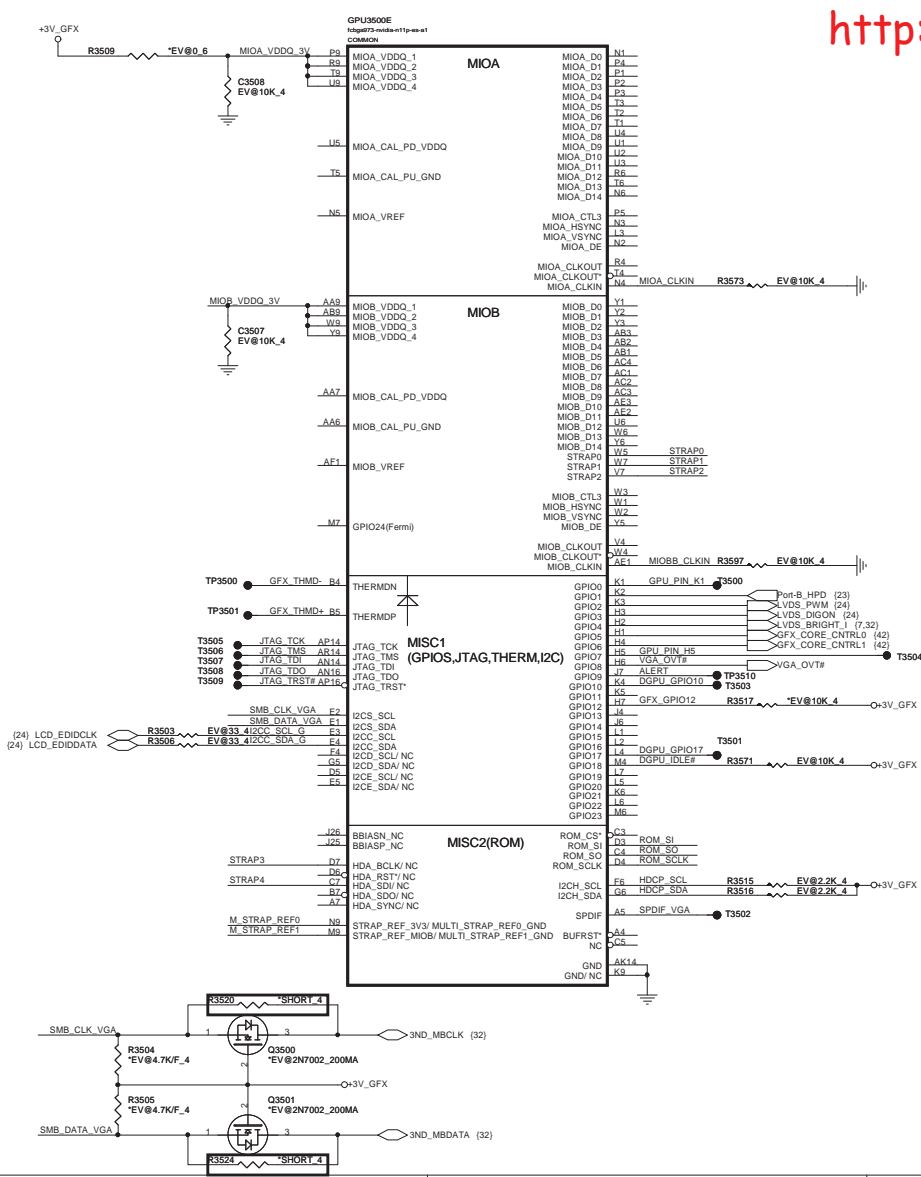 GPU3500E
fcbga973-nvidia-n11p-es-a1
COMMON
http:
+3V_GFX
R3509 *EV@0_6 MIOA_VDDQ_3V
C3508
EV@10K_4
MIOA
P9 MIOA_VDDQ_1
R9 MIOA_VDDQ_2
T9 MIOA_VDDQ_3
U9 MIOA_VDDQ_4
U5 MIOA_CAL_PD_VDDQ
T5 MIOA_CAL_PU_GND
N5 MIOA_VREF
MIOA_D0 N1
MIOA_D1 P4
MIOA_D2 P1
MIOA_D3 P2
MIOA_D4 P3
MIOA_D5 T3
MIOA_D6 T2
MIOA_D7 T1
MIOA_D8 U4
MIOA_D9 U1
MIOA_D10 U2
MIOA_D11 U3
MIOA_D12 R6
MIOA_D13 T6
MIOA_D14 N6
MIOA_CTL3 P5
MIOA_HSYNC N3
MIOA_VSYNC L3
MIOA_DE N2
MIOA_CLKOUT R4
MIOA_CLKOUT* T4
MIOA_CLKIN N4 MIOA_CLKIN R3573 EV@10K_4
MIOB_VDDQ_3V
C3507
EV@10K_4
MIOB
AA9 MIOB_VDDQ_1
AB9 MIOB_VDDQ_2
W9 MIOB_VDDQ_3
Y9 MIOB_VDDQ_4
AA7 MIOB_CAL_PD_VDDQ
AA6 MIOB_CAL_PU_GND
AF1 MIOB_VREF
M7 GPIO24(Fermi)
MIOB_D0 Y1
MIOB_D1 Y2
MIOB_D2 Y3
MIOB_D3 AB3
MIOB_D4 AB2
MIOB_D5 AB1
MIOB_D6 AC4
MIOB_D7 AC1
MIOB_D8 AC2
MIOB_D9 AC3
MIOB_D10 AE3
MIOB_D11 AE2
MIOB_D12 U6
MIOB_D13 W6
MIOB_D14 Y6
STRAP0 W5 STRAP0
STRAP1 W7 STRAP1
STRAP2 V7 STRAP2
MIOB_CTL3 W3
MIOB_HSYNC W1
MIOB_VSYNC W2
MIOB_DE Y5
MIOB_CLKOUT V4
MIOB_CLKOUT* W4
MIOB_CLKIN AE1 MIOBB_CLKIN R3597 EV@10K_4
MISC1
(GPIOS,JTAG,THERM,I2C)
TP3500 GFX_THMD- B4 THERMDN
TP3501 GFX_THMD+ B5 THERMDP
T3505 JTAG_TCK AP14 JTAG_TCK
T3506 JTAG_TMS AR14 JTAG_TMS
T3507 JTAG_TDI AN14 JTAG_TDI
T3508 JTAG_TDO AN16 JTAG_TDO
T3509 JTAG_TRST# AP16 JTAG_TRST*
SMB_CLK_VGA E2 I2CS_SCL
SMB_DATA_VGA E1 I2CS_SDA
{24} LCD_EDIDCLK R3503 EV@33_4 I2CC_SCL_G E3 I2CC_SCL
{24} LCD_EDIDDATA R3506 EV@33_4 I2CC_SDA_G E4 I2CC_SDA
F4 I2CD_SCL/ NC
G5 I2CD_SDA/ NC
D5 I2CE_SCL/ NC
E5 I2CE_SDA/ NC
GPIO0 K1 GPU_PIN_K1 T3500
GPIO1 K2 Port-B_HPD {23}
GPIO2 K3 LVDS_PWM {24}
GPIO3 H3 LVDS_DIGON {24}
GPIO4 H2 LVDS_BRIGHT_I {7,32}
GPIO5 H1 GFX_CORE_CNTRL0 {42}
GPIO6 H4 GFX_CORE_CNTRL1 {42}
GPIO7 H5 GPU_PIN_H5 T3504
GPIO8 H6 VGA_OVT# VGA_OVT#
GPIO9 J7 ALERT TP3510
GPIO10 K4 DGPU_GPIO10 T3503
GPIO11 K5
GPIO12 H7 GFX_GPIO12 R3517 *EV@10K_4 +3V_GFX
GPIO13 J4
GPIO14 J6
GPIO15 L1
GPIO16 L2
GPIO17 L4 DGPU_GPIO17 T3501
GPIO18 M4 DGPU_IDLE# R3571 EV@10K_4 +3V_GFX
GPIO19 L7
GPIO20 L5
GPIO21 K6
GPIO22 L6
GPIO23 M6
MISC2(ROM)
J26 BBIASN_NC
J25 BBIASP_NC
STRAP3 D7 HDA_BCLK/ NC
D6 HDA_RST*/ NC
STRAP4 C7 HDA_SDI/ NC
B7 HDA_SDO/ NC
A7 HDA_SYNC/ NC
M_STRAP_REF0 N9 STRAP_REF_3V3/ MULTI_STRAP_REF0_GND
M_STRAP_REF1 M9 STRAP_REF_MIOB/ MULTI_STRAP_REF1_GND
ROM_CS* C3
ROM_SI D3 ROM_SI
ROM_SO C4 ROM_SO
ROM_SCLK D4 ROM_SCLK
I2CH_SCL F6 HDCP_SCL R3515 EV@2.2K_4 +3V_GFX
I2CH_SDA G6 HDCP_SDA R3516 EV@2.2K_4
SPDIF A5 SPDIF_VGA T3502
BUFRST* A4
NC C5
GND AK14
GND/ NC K9
R3520 *SHORT_4
SMB_CLK_VGA 1 3 3ND_MBCLK {32}
R3504
*EV@4.7K/F_4
Q3500
*EV@2N7002_200MA
2
+3V_GFX
R3505
*EV@4.7K/F_4
Q3501
*EV@2N7002_200MA
2
SMB_DATA_VGA 1 3 3ND_MBDATA {32}
R3524 *SHORT_4